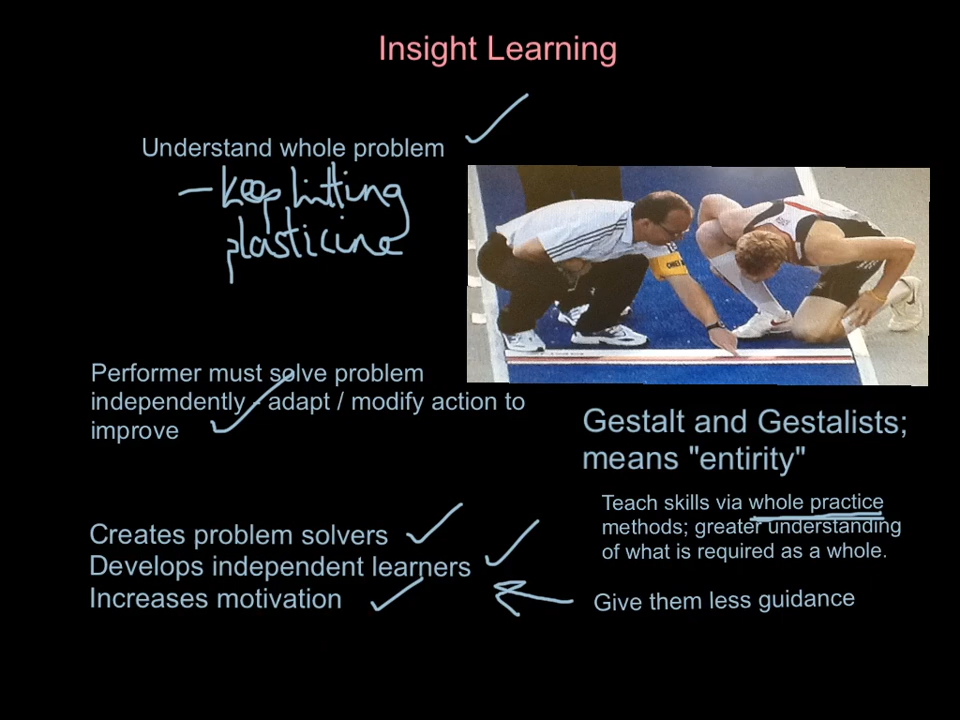 Insight Learning
Understand whole problem
- keep hitting
plasticine
Performer must solve problem
independently - adapt / modify action to
improve
Gestalt and Gestalists;
means "entirity"
Teach skills via whole practice
methods; greater understanding
of what is required as a whole.
Creates problem solvers
Develops independent learners
Increases motivation
Give them less guidance